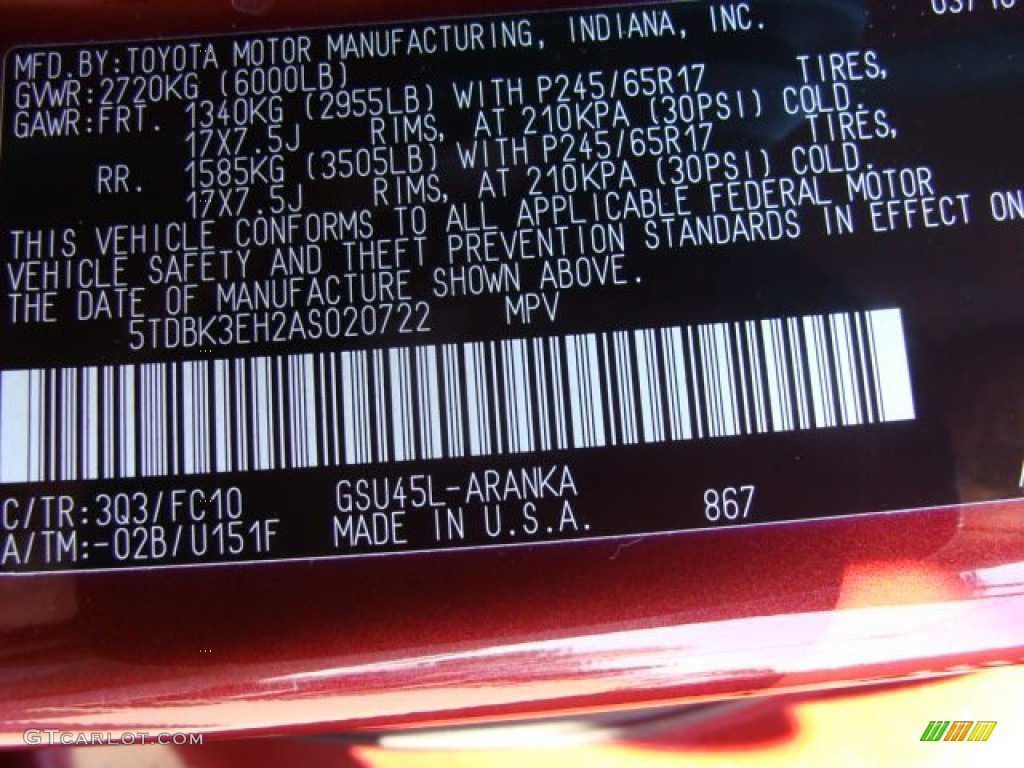 MFD.BY:TOYOTA MOTOR MANUFACTURING, INDIANA, INC.
GVWR:2720KG (6000LB)
GAWR:FRT. 1340KG (2955LB) WITH P245/65R17 TIRES,
17X7.5J RIMS, AT 210KPA (30PSI) COLD.
RR. 1585KG (3505LB) WITH P245/65R17 TIRES,
17X7.5J RIMS, AT 210KPA (30PSI) COLD.
THIS VEHICLE CONFORMS TO ALL APPLICABLE FEDERAL MOTOR
VEHICLE SAFETY AND THEFT PREVENTION STANDARDS IN EFFECT ON
THE DATE OF MANUFACTURE SHOWN ABOVE.
5TDBK3EH2AS020722 MPV
C/TR:3Q3/FC10 GSU45L-ARANKA 867
A/TM:-02B/U151F MADE IN U.S.A.
GTCARLOT.COM